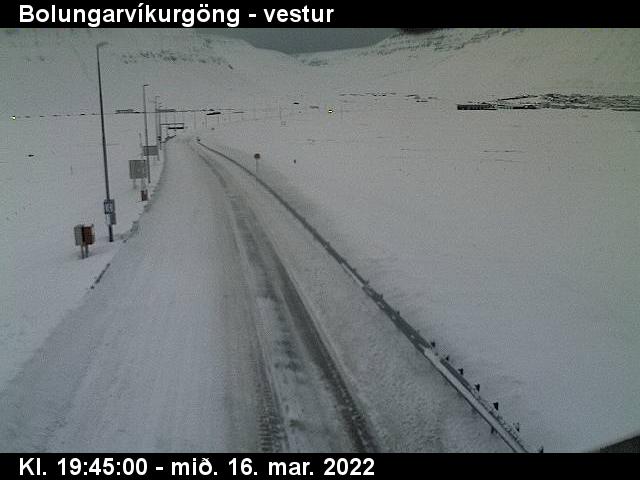 Bolungarvíkurgöng - vestur
Kl. 19:45:00 - mið. 16. mar. 2022